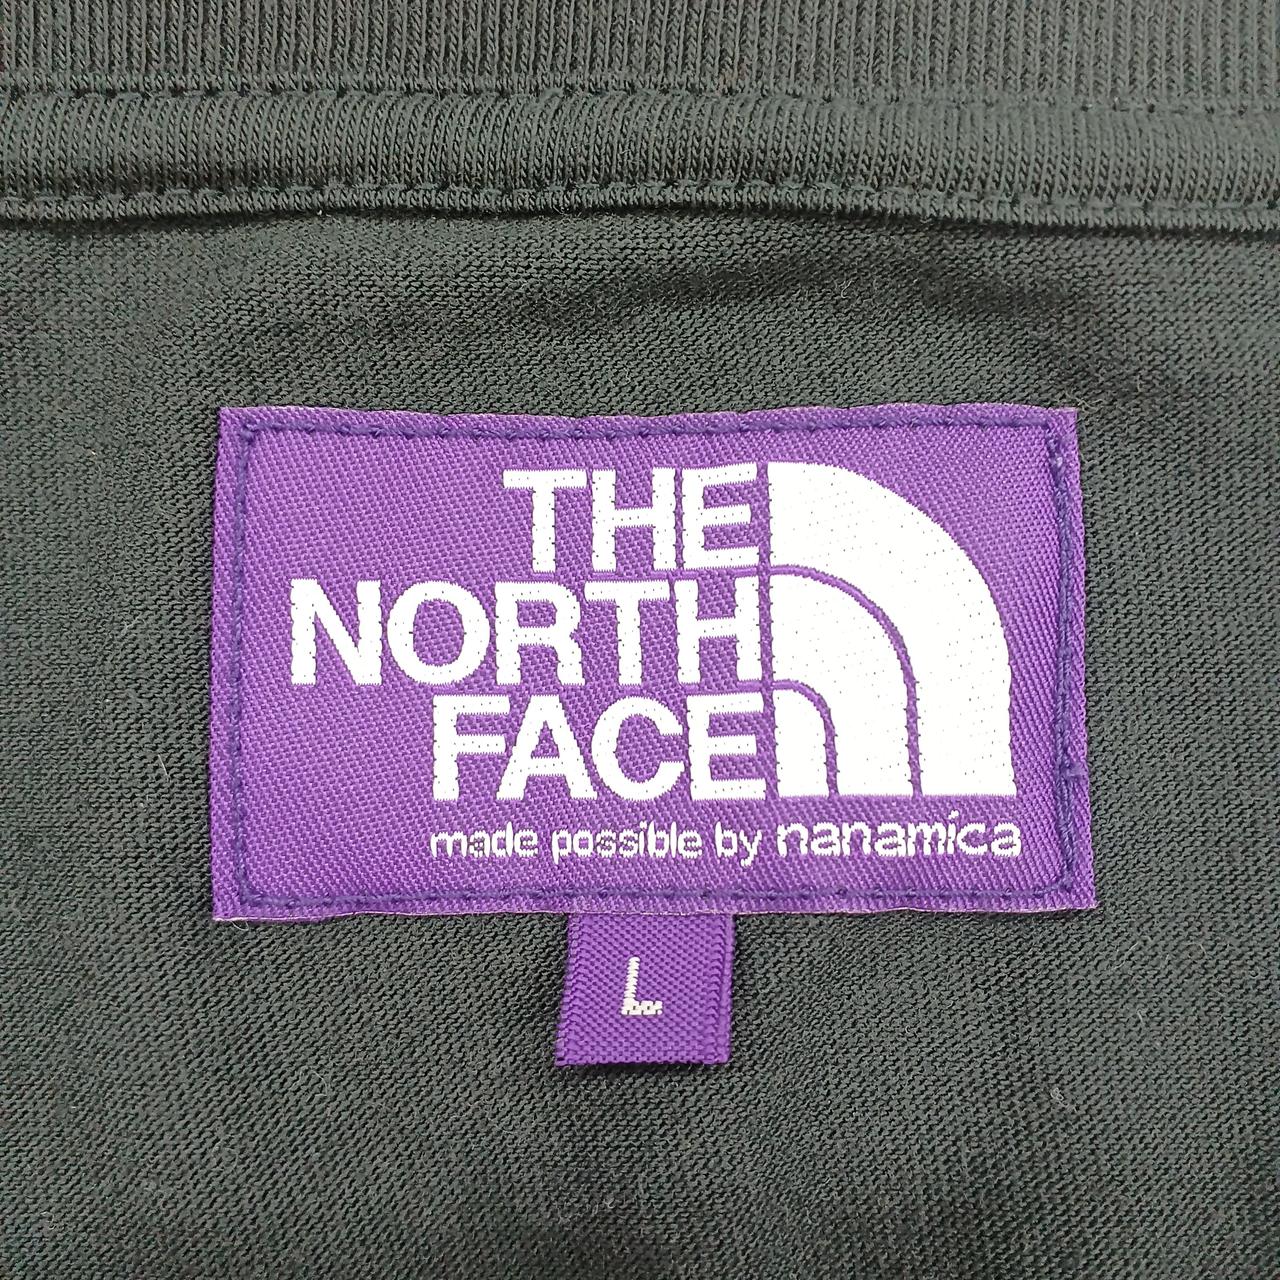 THE
NORTH
FACE
made possible by nanamica
L